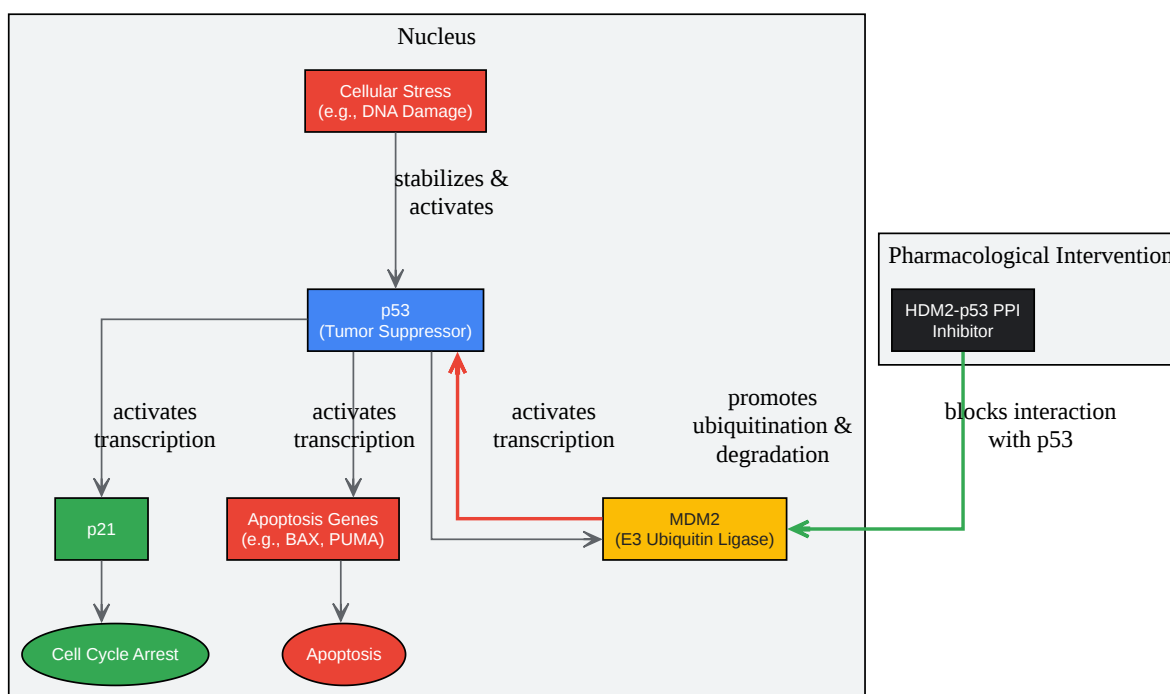 Nucleus
Cellular Stress
(e.g., DNA Damage)
stabilizes &
activates
Pharmacological Intervention
HDM2-p53 PPI
Inhibitor
p53
(Tumor Suppressor)
activates
transcription
activates
transcription
activates
transcription
promotes
ubiquitination &
degradation
blocks interaction
with p53
p21
Apoptosis Genes
(e.g., BAX, PUMA)
MDM2
(E3 Ubiquitin Ligase)
Cell Cycle Arrest
Apoptosis